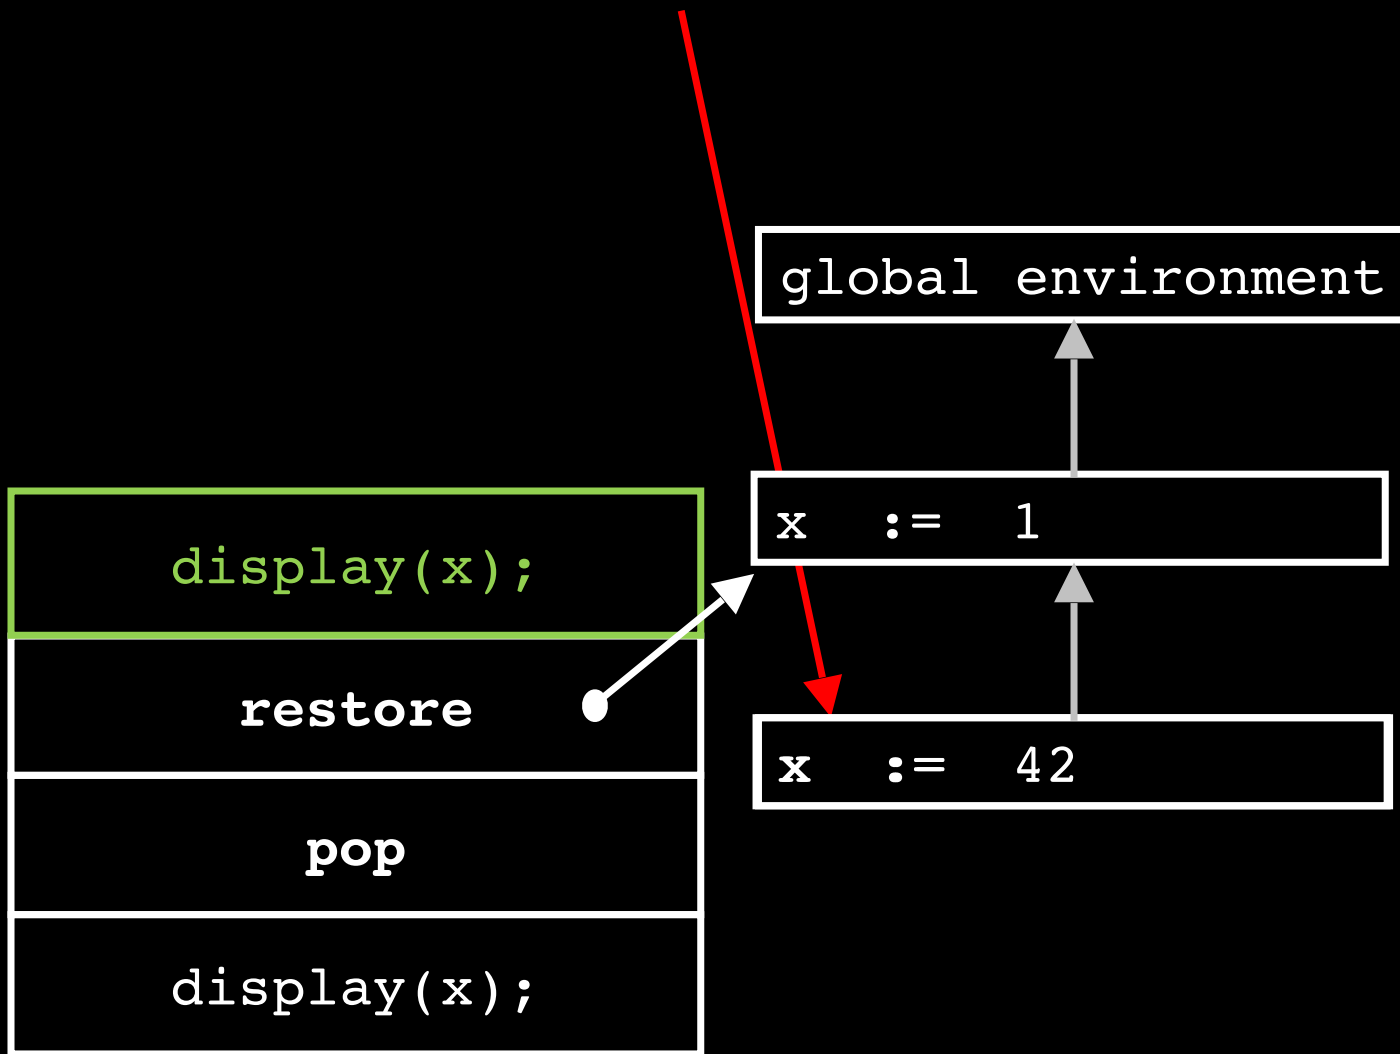 global environment
x := 1
display(x);
restore
x := 42
pop
display(x);